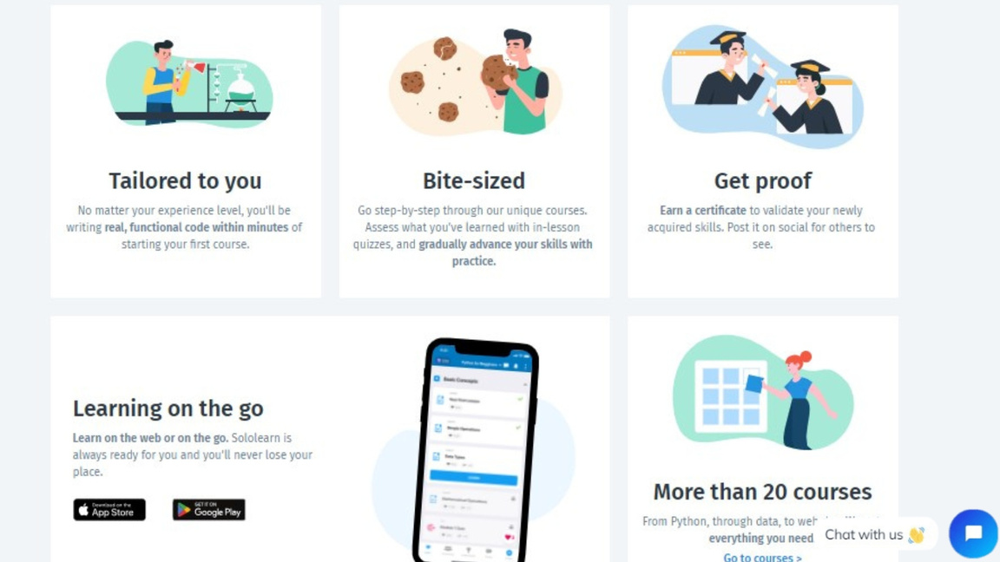 Tailored to you
No matter your experience level, you'll be
writing real, functional code within minutes of
starting your first course.
Bite-sized
Go step-by-step through our unique courses.
Assess what you've learned with in-lesson
quizzes, and gradually advance your skills with
practice.
Get proof
Earn a certificate to validate your newly
acquired skills. Post it on social for others to
see.
Learning on the go
Learn on the web or on the go. Sololearn is
always ready for you and you'll never lose your
place.
Download on the
App Store
GET IT ON
Google Play
Basic Concepts
Data Types
More than 20 courses
From Python, through data, to web
everything you need
Go to courses >
Chat with us 👋